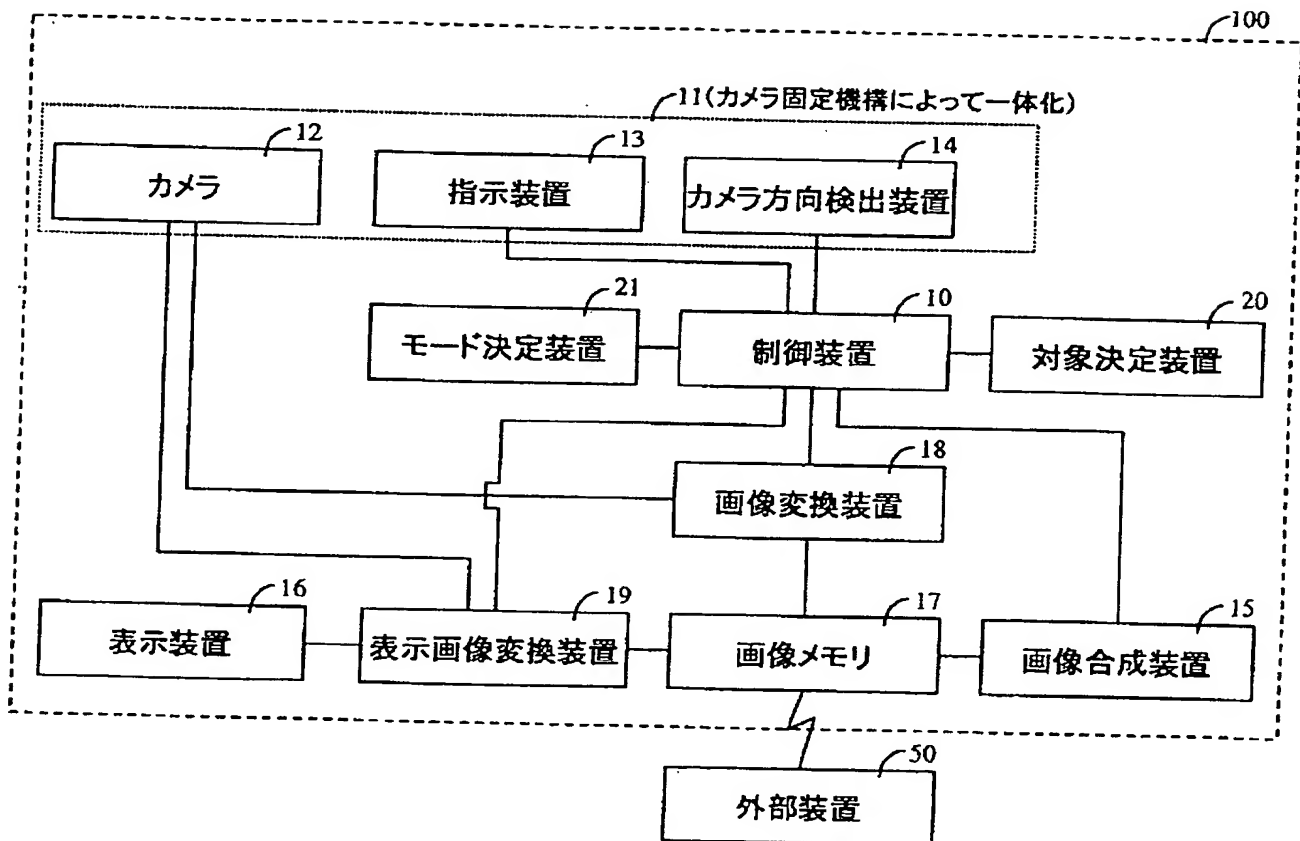 100
11(カメラ固定機構によって一体化)
12
カメラ
13
指示装置
14
カメラ方向検出装置
21
モード決定装置
10
制御装置
20
対象決定装置
18
画像変換装置
16
表示装置
19
表示画像変換装置
17
画像メモリ
15
画像合成装置
50
外部装置